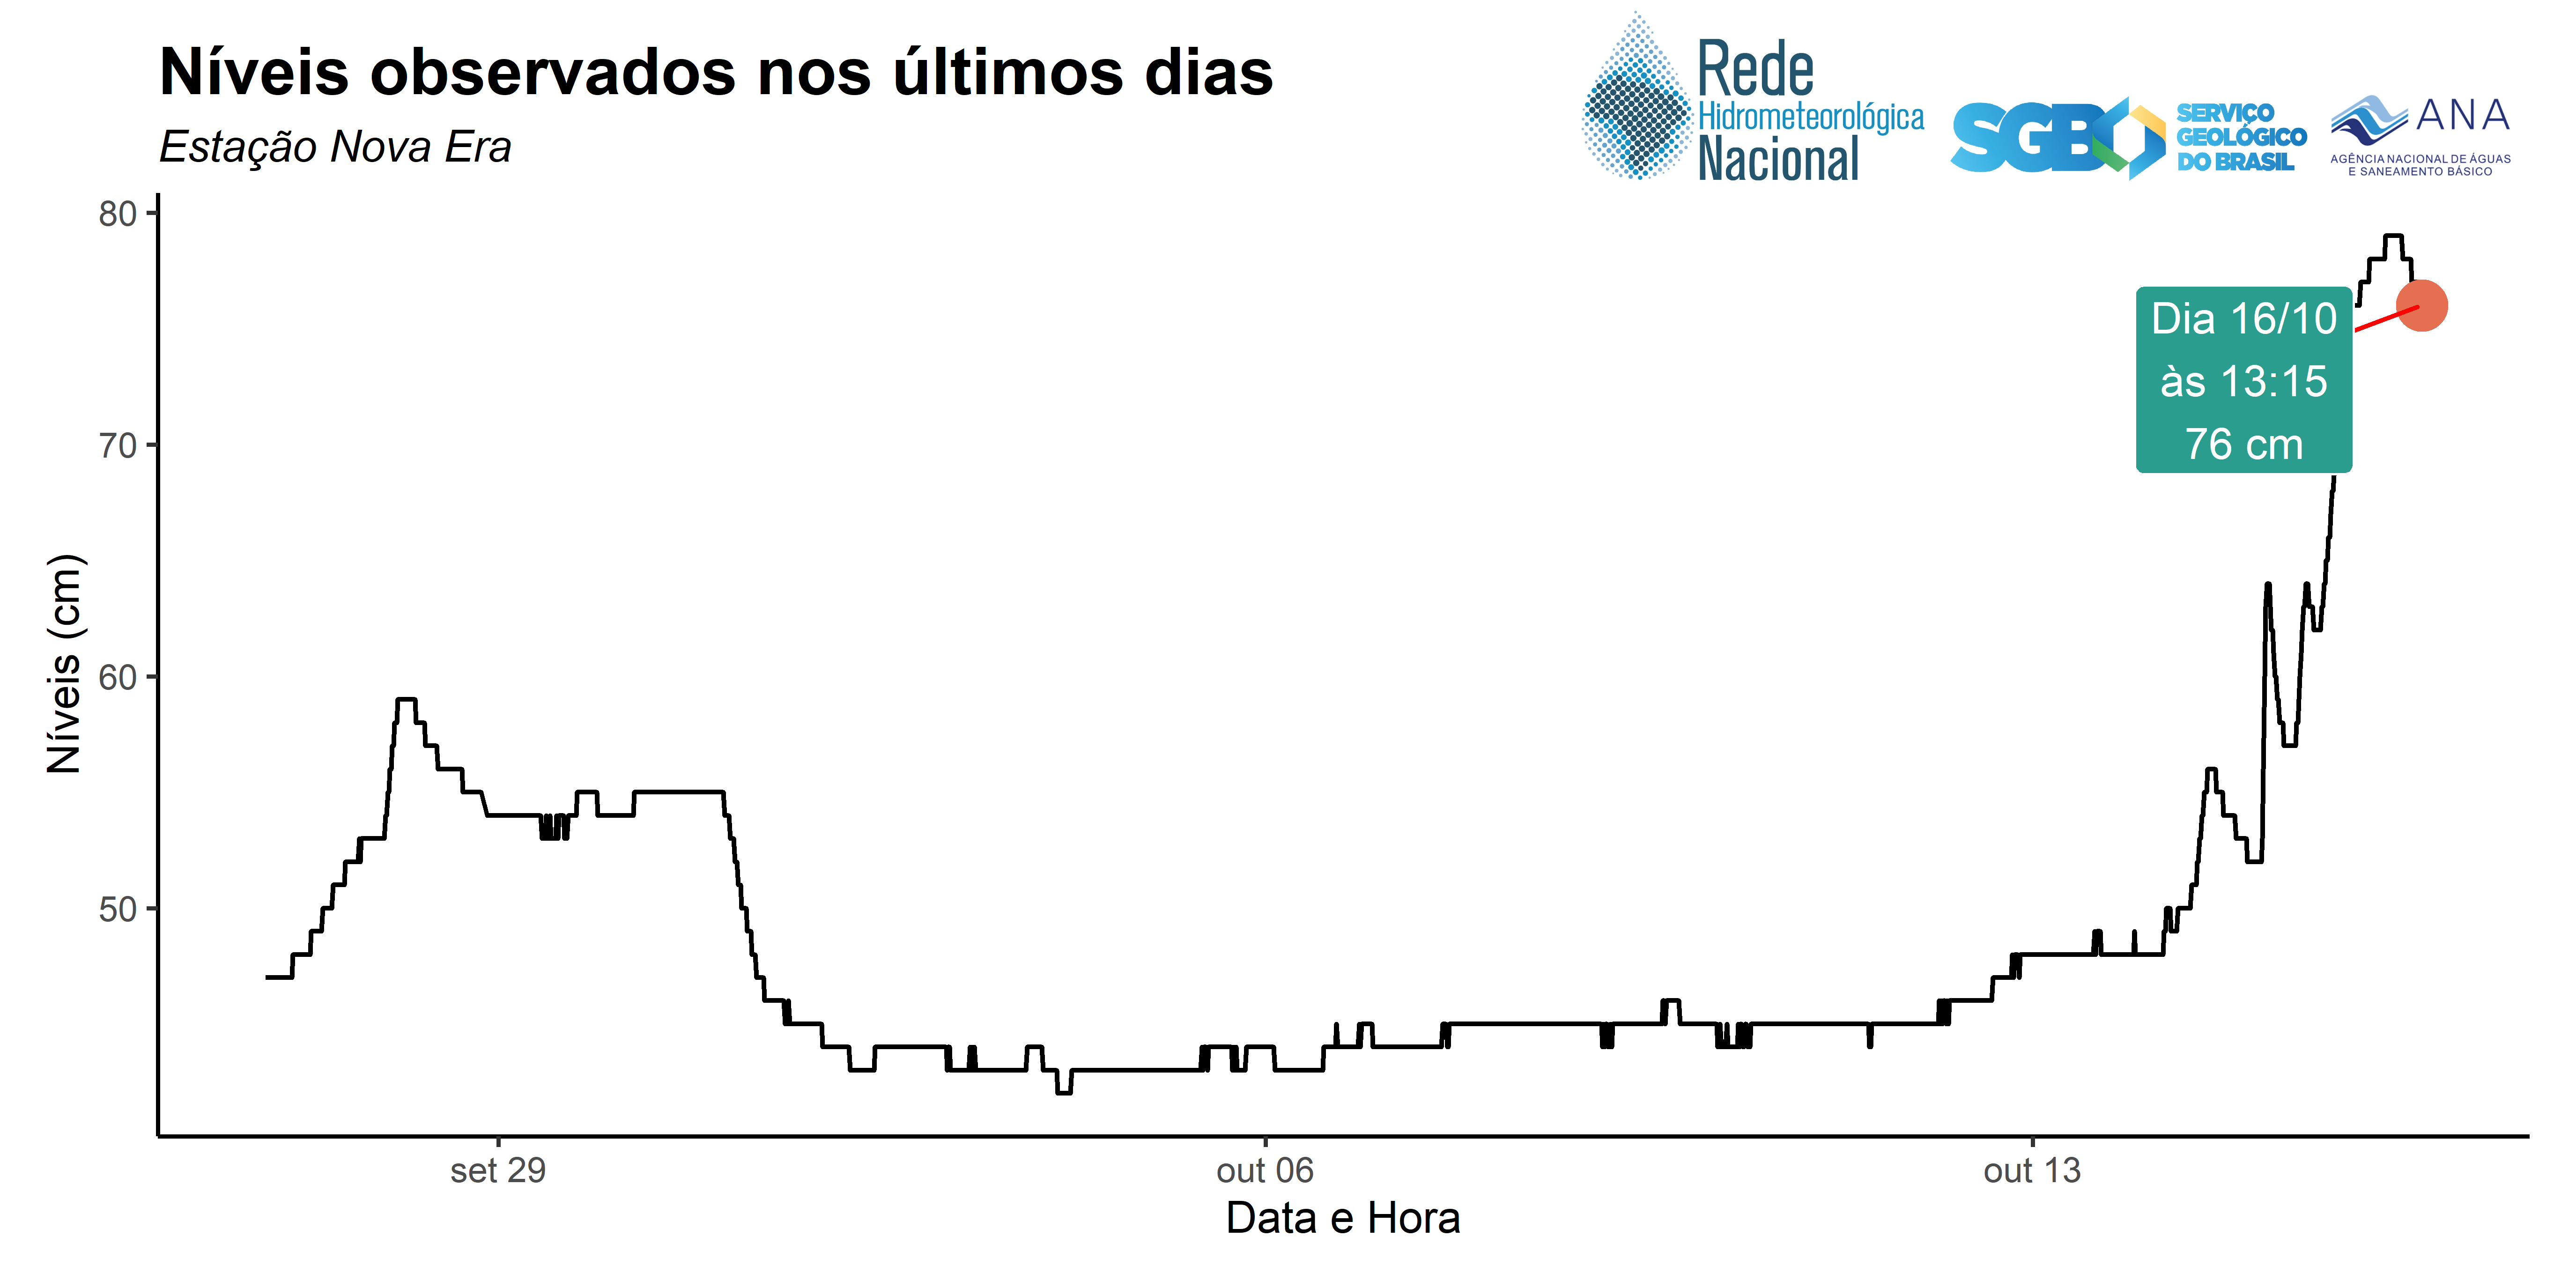 Níveis observados nos últimos dias
Estação Nova Era
Rede
Hidrometeorológica
Nacional
SGB
SERVIÇO
GEOLÓGICO
DO BRASIL
ANA
AGÊNCIA NACIONAL DE ÁGUAS
E SANEAMENTO BÁSICO
80
70
60
50
Níveis (cm)
Dia 16/10
às 13:15
76 cm
set 29
out 06
out 13
Data e Hora